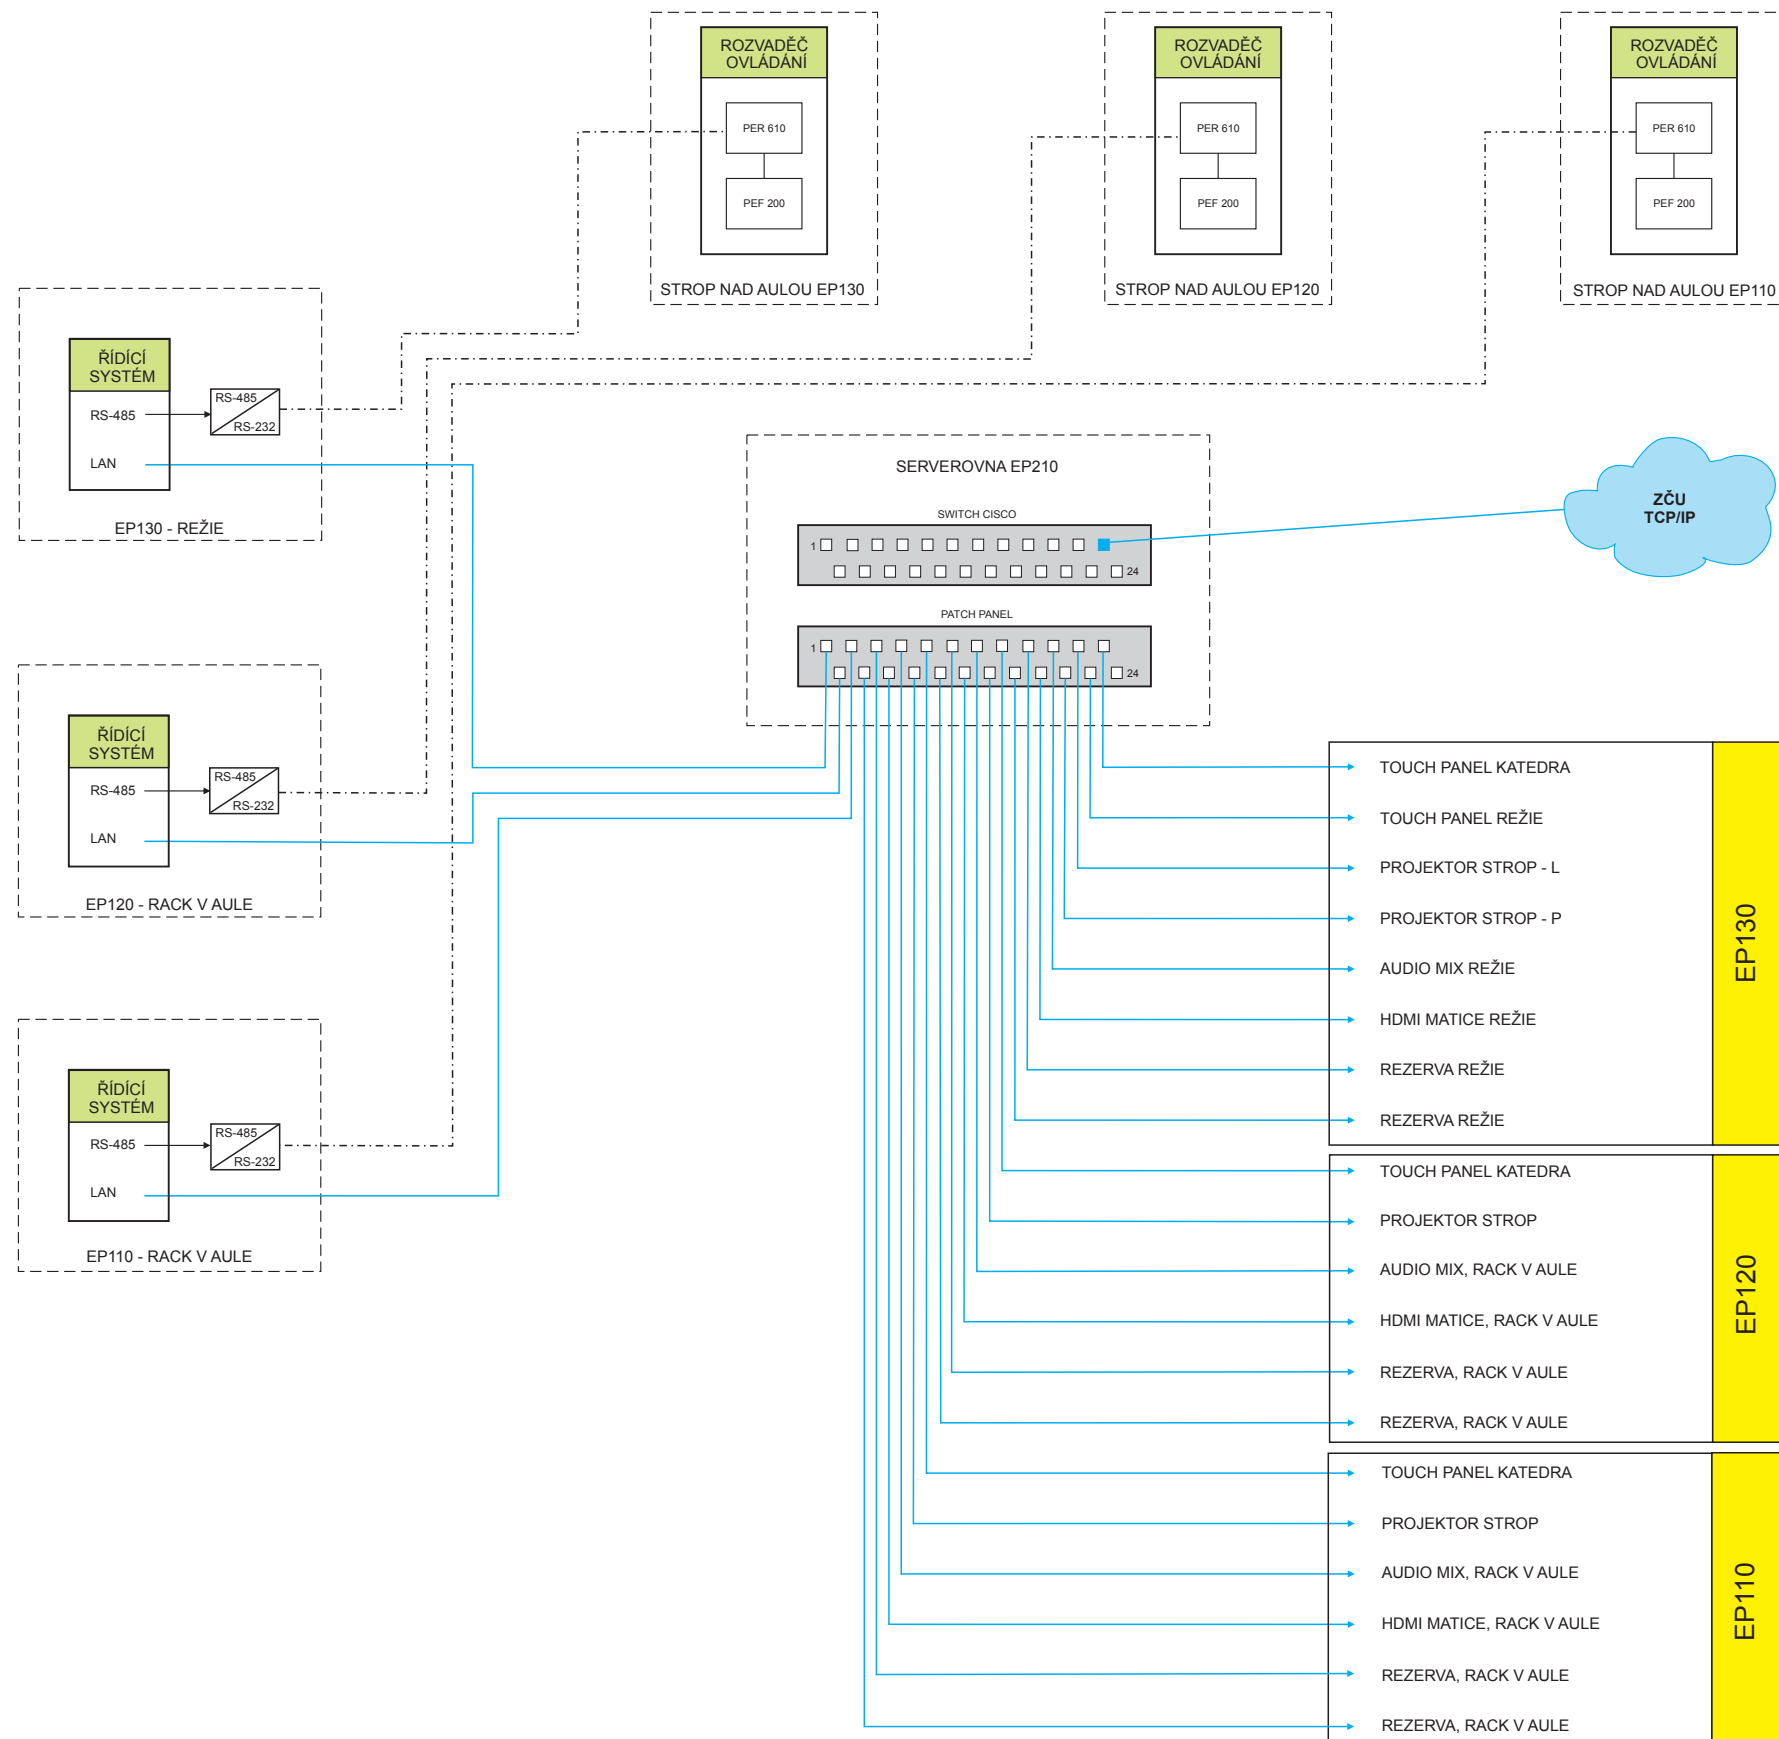 ROZVADĚČ
OVLÁDÁNÍ
PER 610
PEF 200
STROP NAD AULOU EP130
ROZVADĚČ
OVLÁDÁNÍ
PER 610
PEF 200
STROP NAD AULOU EP120
ROZVADĚČ
OVLÁDÁNÍ
PER 610
PEF 200
STROP NAD AULOU EP110
ŘÍDÍCÍ
SYSTÉM
RS-485
LAN
RS-485
RS-232
EP130 - REŽIE
SERVEROVNA EP210
SWITCH CISCO
1
24
PATCH PANEL
1
24
ZČU
TCP/IP
ŘÍDÍCÍ
SYSTÉM
RS-485
LAN
RS-485
RS-232
EP120 - RACK V AULE
ŘÍDÍCÍ
SYSTÉM
RS-485
LAN
RS-485
RS-232
EP110 - RACK V AULE
TOUCH PANEL KATEDRA
TOUCH PANEL REŽIE
PROJEKTOR STROP - L
PROJEKTOR STROP - P
AUDIO MIX REŽIE
HDMI MATICE REŽIE
REZERVA REŽIE
REZERVA REŽIE
EP130
TOUCH PANEL KATEDRA
PROJEKTOR STROP
AUDIO MIX, RACK V AULE
HDMI MATICE, RACK V AULE
REZERVA, RACK V AULE
REZERVA, RACK V AULE
EP120
TOUCH PANEL KATEDRA
PROJEKTOR STROP
AUDIO MIX, RACK V AULE
HDMI MATICE, RACK V AULE
REZERVA, RACK V AULE
REZERVA, RACK V AULE
EP110